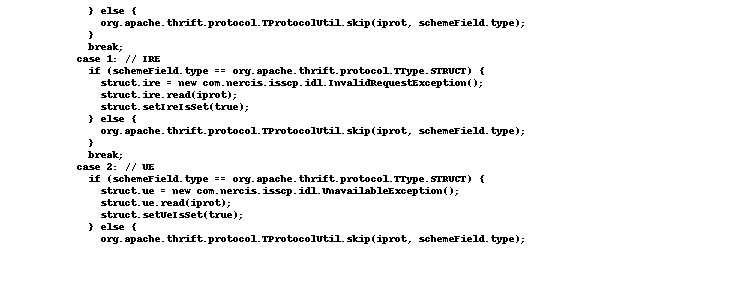 } else {
org.apache.thrift.protocol.TProtocolUtil.skip(iprot, schemeField.type);
}
break;
case 1: // IRE
if (schemeField.type == org.apache.thrift.protocol.TType.STRUCT) {
struct.ire = new com.nercis.isscp.idl.InvalidRequestException();
struct.ire.read(iprot);
struct.setIreIsSet(true);
} else {
org.apache.thrift.protocol.TProtocolUtil.skip(iprot, schemeField.type);
}
break;
case 2: // UE
if (schemeField.type == org.apache.thrift.protocol.TType.STRUCT) {
struct.ue = new com.nercis.isscp.idl.UnavailableException();
struct.ue.read(iprot);
struct.setUeIsSet(true);
} else {
org.apache.thrift.protocol.TProtocolUtil.skip(iprot, schemeField.type);